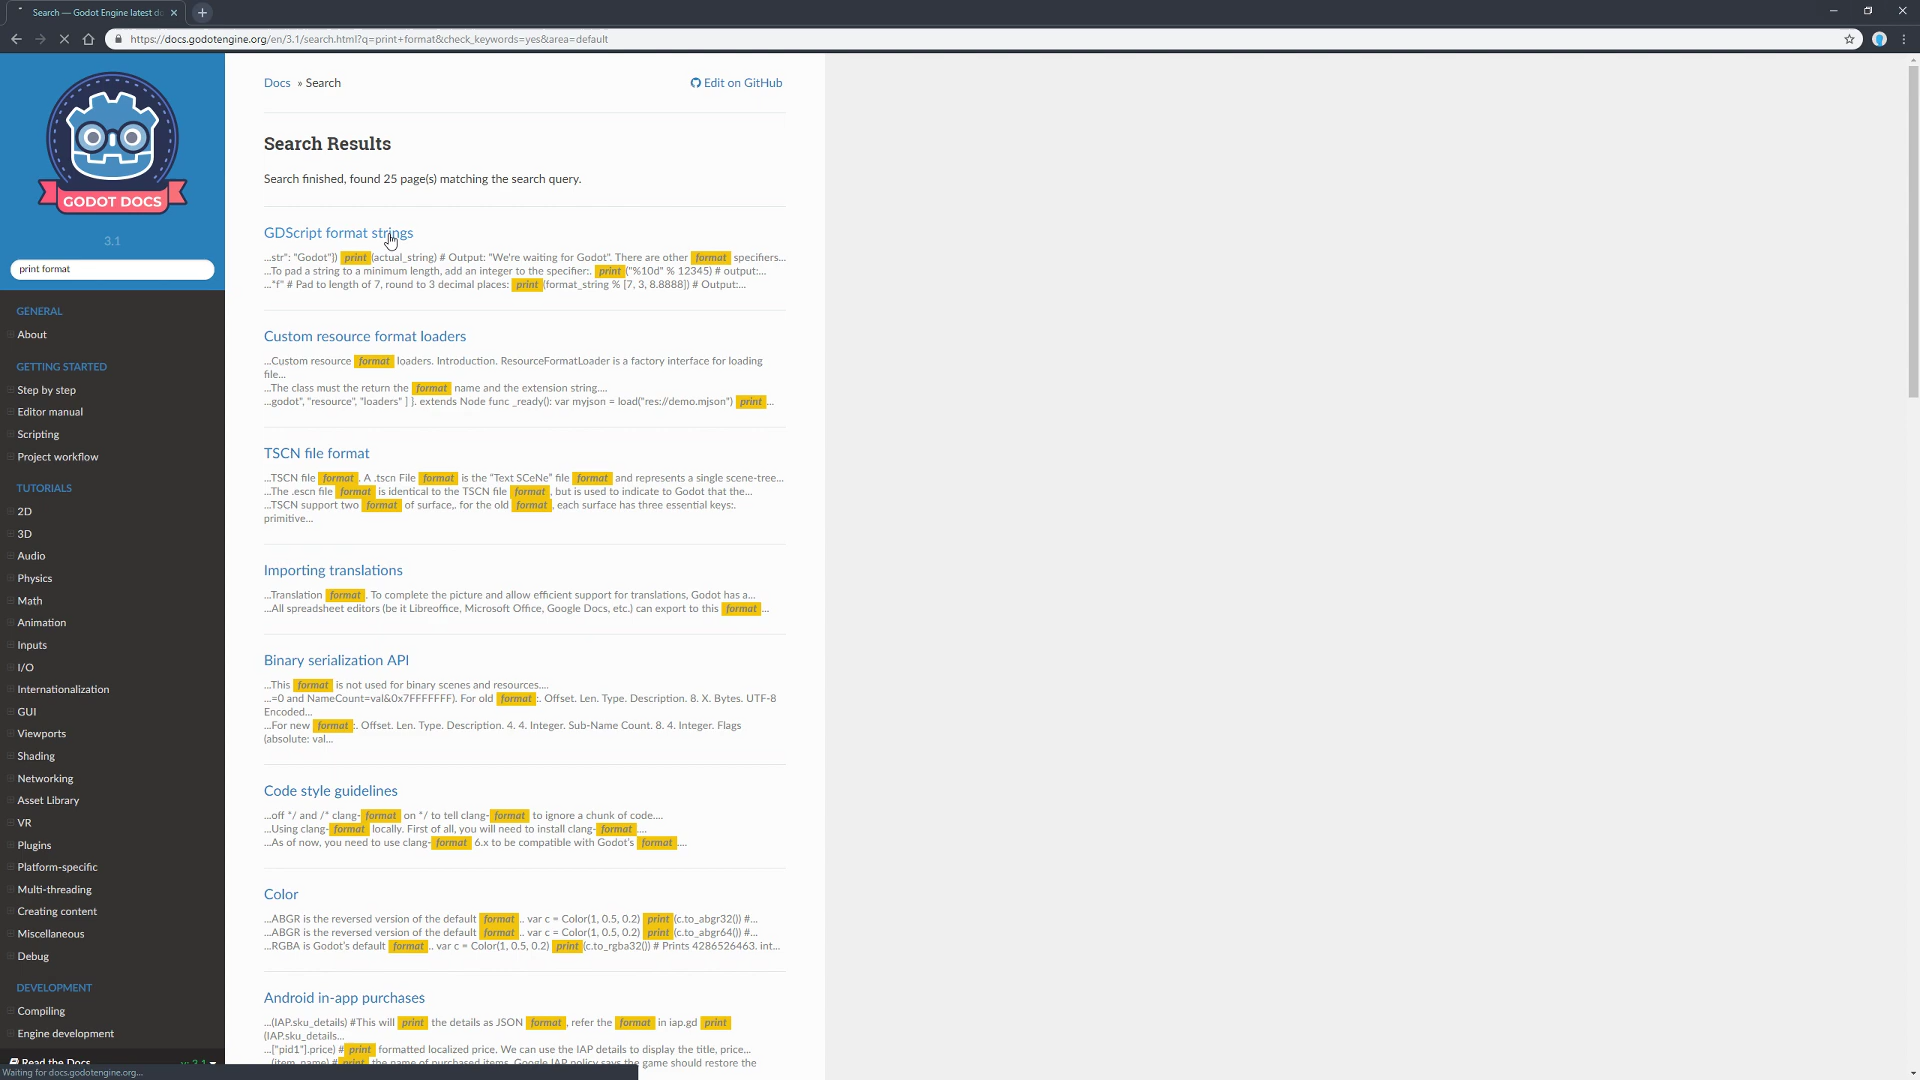 Search — Godot Engine latest do
https://docs.godotengine.org/en/3.1/search.html?q=print+format&check_keywords=yes&area=default
GODOT DOCS
3.1
print format
GENERAL
About
GETTING STARTED
Step by step
Editor manual
Scripting
Project workflow
TUTORIALS
2D
3D
Audio
Physics
Math
Animation
Inputs
I/O
Internationalization
GUI
Viewports
Shading
Networking
Asset Library
VR
Plugins
Platform-specific
Multi-threading
Creating content
Miscellaneous
Debug
DEVELOPMENT
Compiling
Engine development
Read the Docs v: 3.1
Waiting for docs.godotengine.org...
Docs » Search
Edit on GitHub
Search Results
Search finished, found 25 page(s) matching the search query.
GDScript format strings
...str": "Godot"}) print (actual_string) # Output: "We're waiting for Godot". There are other format specifiers...
...To pad a string to a minimum length, add an integer to the specifier:. print ("%10d" % 12345) # output:...
..."f" # Pad to length of 7, round to 3 decimal places: print (format_string % [7, 3, 8.8888]) # Output:...
Custom resource format loaders
...Custom resource format loaders. Introduction. ResourceFormatLoader is a factory interface for loading
file...
...The class must the return the format name and the extension string....
...godot", "resource", "loaders" ] }. extends Node func _ready(): var myjson = load("res://demo.mjson") print ...
TSCN file format
...TSCN file format . A .tscn File format is the "Text SCeNe" file format and represents a single scene-tree...
...The .escn file format is identical to the TSCN file format , but is used to indicate to Godot that the...
...TSCN support two format of surface,. for the old format , each surface has three essential keys:.
primitive...
Importing translations
...Translation format . To complete the picture and allow efficient support for translations, Godot has a...
...All spreadsheet editors (be it Libreoffice, Microsoft Office, Google Docs, etc.) can export to this format ...
Binary serialization API
...This format is not used for binary scenes and resources....
...=0 and NameCount=val&0x7FFFFFFF). For old format :. Offset. Len. Type. Description. 8. X. Bytes. UTF-8
Encoded...
...For new format :. Offset. Len. Type. Description. 4. 4. Integer. Sub-Name Count. 8. 4. Integer. Flags
(absolute: val...
Code style guidelines
...off */ and /* clang- format on */ to tell clang- format to ignore a chunk of code....
...Using clang- format locally. First of all, you will need to install clang- format ....
...As of now, you need to use clang- format 6.x to be compatible with Godot's format ....
Color
...ABGR is the reversed version of the default format .. var c = Color(1, 0.5, 0.2) print (c.to_abgr32()) #...
...ABGR is the reversed version of the default format .. var c = Color(1, 0.5, 0.2) print (c.to_abgr64()) #...
...RGBA is Godot's default format .. var c = Color(1, 0.5, 0.2) print (c.to_rgba32()) # Prints 4286526463. int...
Android in-app purchases
...(IAP.sku_details) #This will print the details as JSON format , refer the format in iap.gd print
(IAP.sku_details...
...["pid1"].price) # print formatted localized price. We can use the IAP details to display the title, price...
...(item_name) # print the name of purchased items. Google IAP policy says the game should restore the